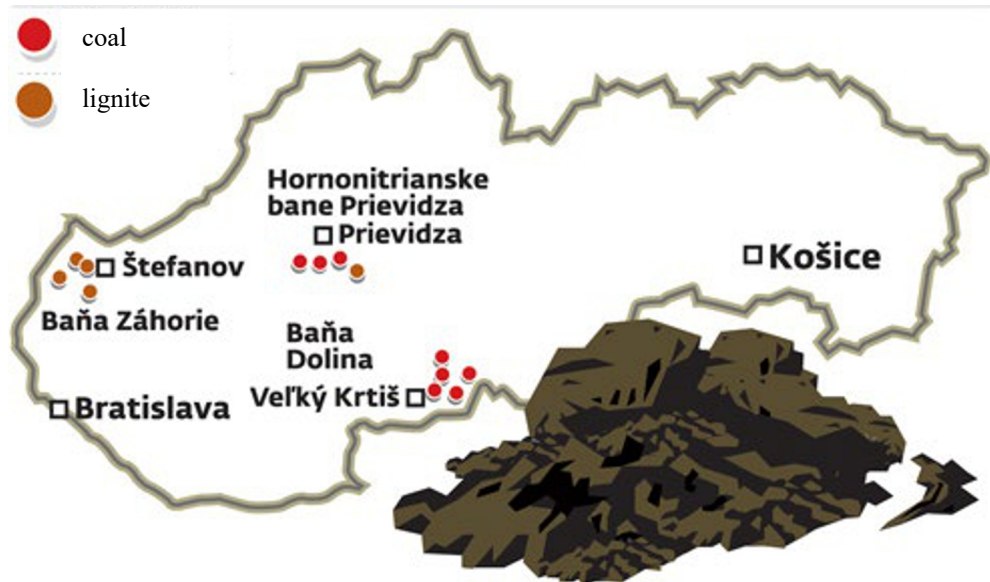 coal
lignite
Hornonitrianske
bane Prievidza
Prievidza
Štefanov
Baňa Záhorie
Košice
Baňa
Dolina
Veľký Krtiš
Bratislava